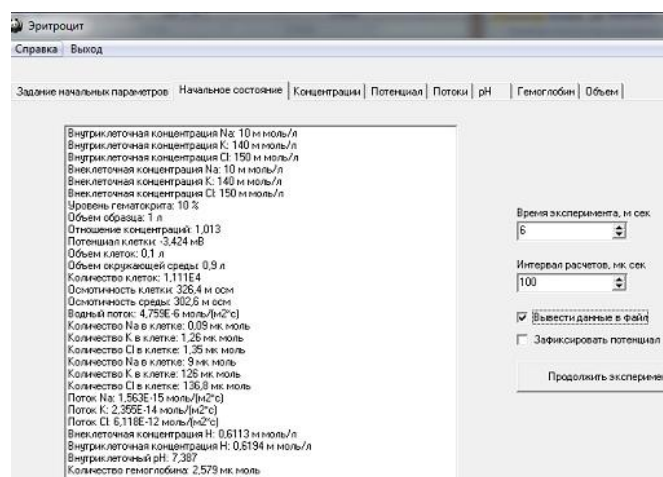 Эритроцит
Справка Выход
Задание начальных параметров Начальное состояние Концентрации Потенциал Потоки pH Гемоглобин Объем
Внутриклеточная концентрация Na: 10 м моль/л
Внутриклеточная концентрация K: 140 м моль/л
Внутриклеточная концентрация Cl: 150 м моль/л
Внеклеточная концентрация Na: 10 м моль/л
Внеклеточная концентрация K: 140 м моль/л
Внеклеточная концентрация Cl: 150 м моль/л
Уровень гематокрита: 10 %
Объем образца: 1 л
Отношение концентраций: 1,013
Потенциал клетки: -3,424 мВ
Объем клеток: 0,1 л
Объем окружающей среды: 0,9 л
Количество клеток: 1,111E4
Осмотичность клетки: 326,4 м осм
Осмотичность среды: 302,6 м осм
Водный поток: 4,759E-6 моль/(м2*с)
Количество Na в клетке: 0,09 мк моль
Количество K в клетке: 1,26 мк моль
Количество Cl в клетке: 1,35 мк моль
Количество Na в клетке: 9 мк моль
Количество K в клетке: 126 мк моль
Количество Cl в клетке: 136,8 мк моль
Поток Na: 1,563E-15 моль/(м2*с)
Поток K: 2,355E-14 моль/(м2*с)
Поток Cl: 6,118E-12 моль/(м2*с)
Внеклеточная концентрация H: 0,6113 м моль/л
Внутриклеточная концентрация H: 0,6194 м моль/л
Внутриклеточный pH: 7,387
Количество гемоглобина: 2,579 мк моль
Время эксперимента, м сек
6
Интервал расчетов, мк сек
100
Вывести данные в файл
Зафиксировать потенциал
Продолжить эксперимен